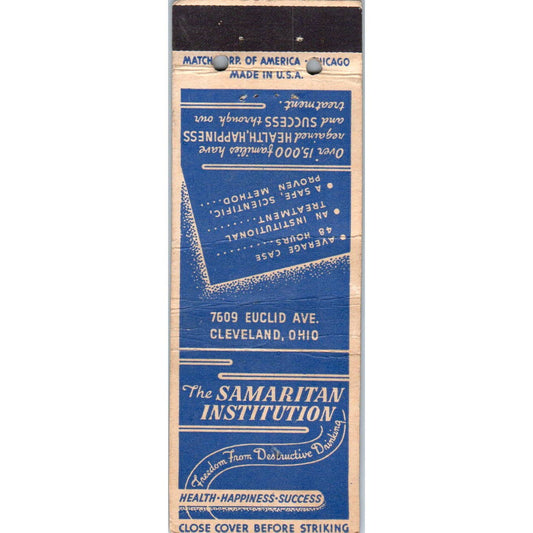 MATCH CORP. OF AMERICA - CHICAGO
MADE IN U.S.A.
Over 15,000 families have
regained HEALTH, HAPPINESS
and SUCCESS through our
treatment.
• AVERAGE CASE
48 HOURS.........
• AN INSTITUTIONAL
TREATMENT........
• A SAFE, SCIENTIFIC,
PROVEN METHOD...
7609 EUCLID AVE.
CLEVELAND, OHIO
The SAMARITAN
INSTITUTION
Freedom From Destructive Drinking
HEALTH-HAPPINESS-SUCCESS
CLOSE COVER BEFORE STRIKING